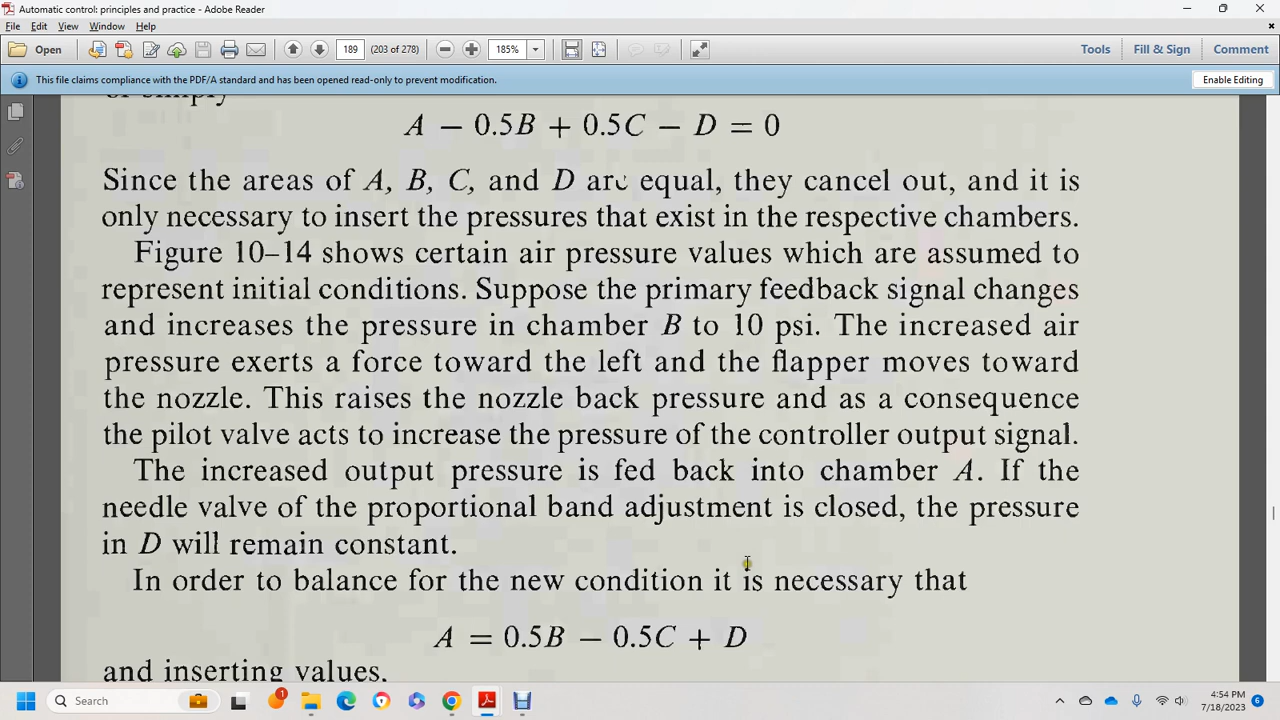 Automatic control: principles and practice - Adobe Reader
File Edit View Window Help
Open 189 (203 of 278) 185% Tools Fill & Sign Comment
This file claims compliance with the PDF/A standard and has been opened read-only to prevent modification. Enable Editing
or simply
A − 0.5B + 0.5C − D = 0
Since the areas of A, B, C, and D are equal, they cancel out, and it is
only necessary to insert the pressures that exist in the respective chambers.
Figure 10–14 shows certain air pressure values which are assumed to
represent initial conditions. Suppose the primary feedback signal changes
and increases the pressure in chamber B to 10 psi. The increased air
pressure exerts a force toward the left and the flapper moves toward
the nozzle. This raises the nozzle back pressure and as a consequence
the pilot valve acts to increase the pressure of the controller output signal.
The increased output pressure is fed back into chamber A. If the
needle valve of the proportional band adjustment is closed, the pressure
in D will remain constant.
In order to balance for the new condition it is necessary that
A = 0.5B − 0.5C + D
and inserting values,
Search 1 4:54 PM
7/18/2023 6